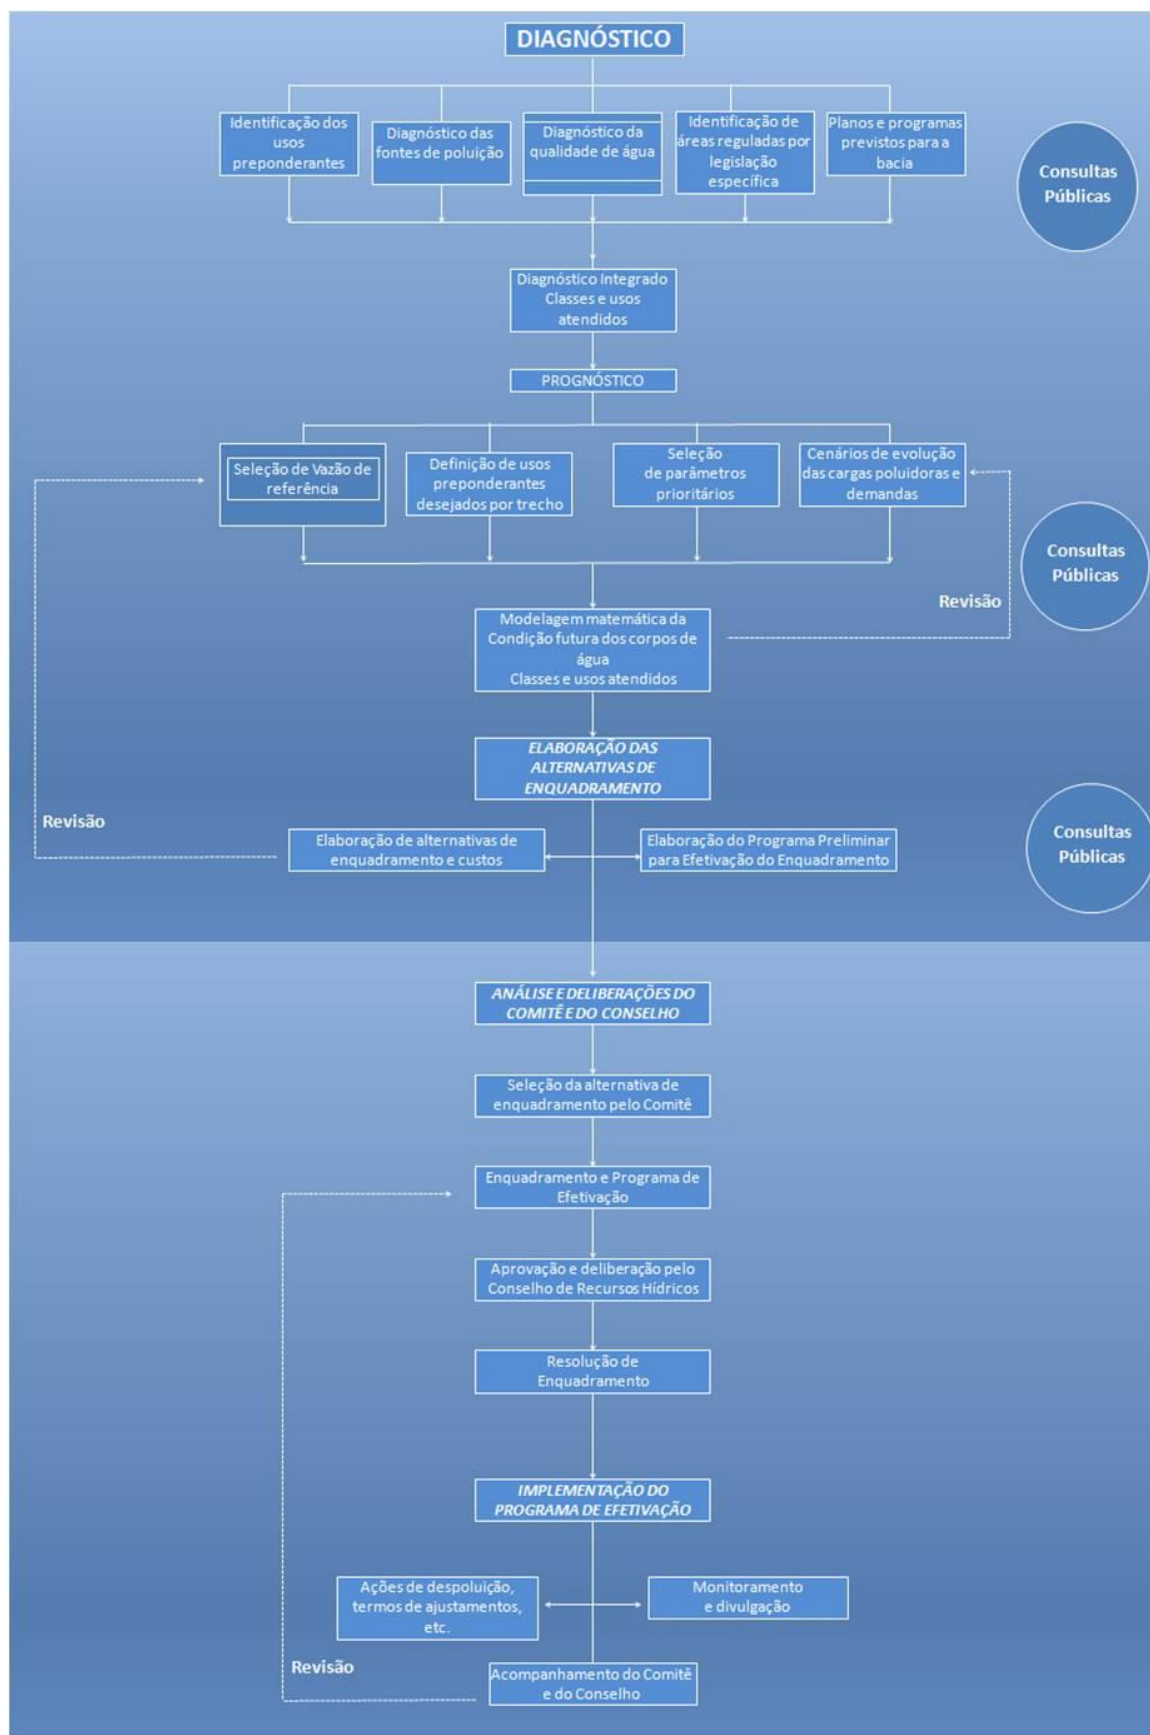 DIAGNÓSTICO
Identificação dos
usos
preponderantes
Diagnóstico das
fontes de poluição
Diagnóstico da
qualidade de água
Identificação de
áreas reguladas por
legislação
específica
Planos e programas
previstos para a
bacia
Consultas
Públicas
Diagnóstico Integrado
Classes e usos
atendidos
PROGNÓSTICO
Seleção de Vazão de
referência
Definição de usos
preponderantes
desejados por trecho
Seleção
de parâmetros
prioritários
Cenários de evolução
das cargas poluidoras e
demandas
Consultas
Públicas
Revisão
Modelagem matemática da
Condição futura dos corpos de
água
Classes e usos atendidos
ELABORAÇÃO DAS
ALTERNATIVAS DE
ENQUADRAMENTO
Revisão
Elaboração de alternativas de
enquadramento e custos
Elaboração do Programa Preliminar
para Efetivação do Enquadramento
Consultas
Públicas
ANÁLISE E DELIBERAÇÕES DO
COMITÊ E DO CONSELHO
Seleção da alternativa de
enquadramento pelo Comitê
Enquadramento e Programa de
Efetivação
Aprovação e deliberação pelo
Conselho de Recursos Hídricos
Resolução de
Enquadramento
IMPLEMENTAÇÃO DO
PROGRAMA DE EFETIVAÇÃO
Ações de despoluição,
termos de ajustamentos,
etc.
Monitoramento
e divulgação
Revisão
Acompanhamento do Comitê
e do Conselho